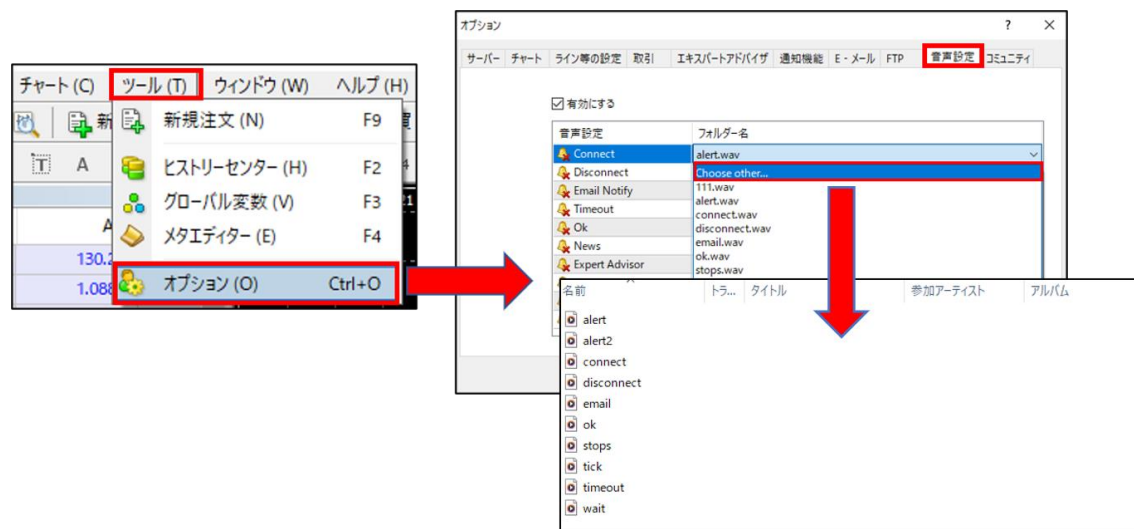 チャート (C) ツール (T) ウィンドウ (W) ヘルプ (H)
新 新規注文 (N) F9
T A ヒストリーセンター (H) F2 4
グローバル変数 (V) F3 21
A メタエディター (E) F4
130.2
1.088 オプション (O) Ctrl+O
オプション ? ×
サーバー チャート ライン等の設定 取引 エキスパートアドバイザ 通知機能 E - メール FTP 音声設定 コミュニティ
有効にする
音声設定 フォルダー名
Connect alert.wav
Disconnect Choose other...
Email Notify 111.wav
Timeout alert.wav
Ok connect.wav
News disconnect.wav
Expert Advisor email.wav
ok.wav
stops.wav
名前 トラ... タイトル 参加アーティスト アルバム
alert
alert2
connect
disconnect
email
ok
stops
tick
timeout
wait